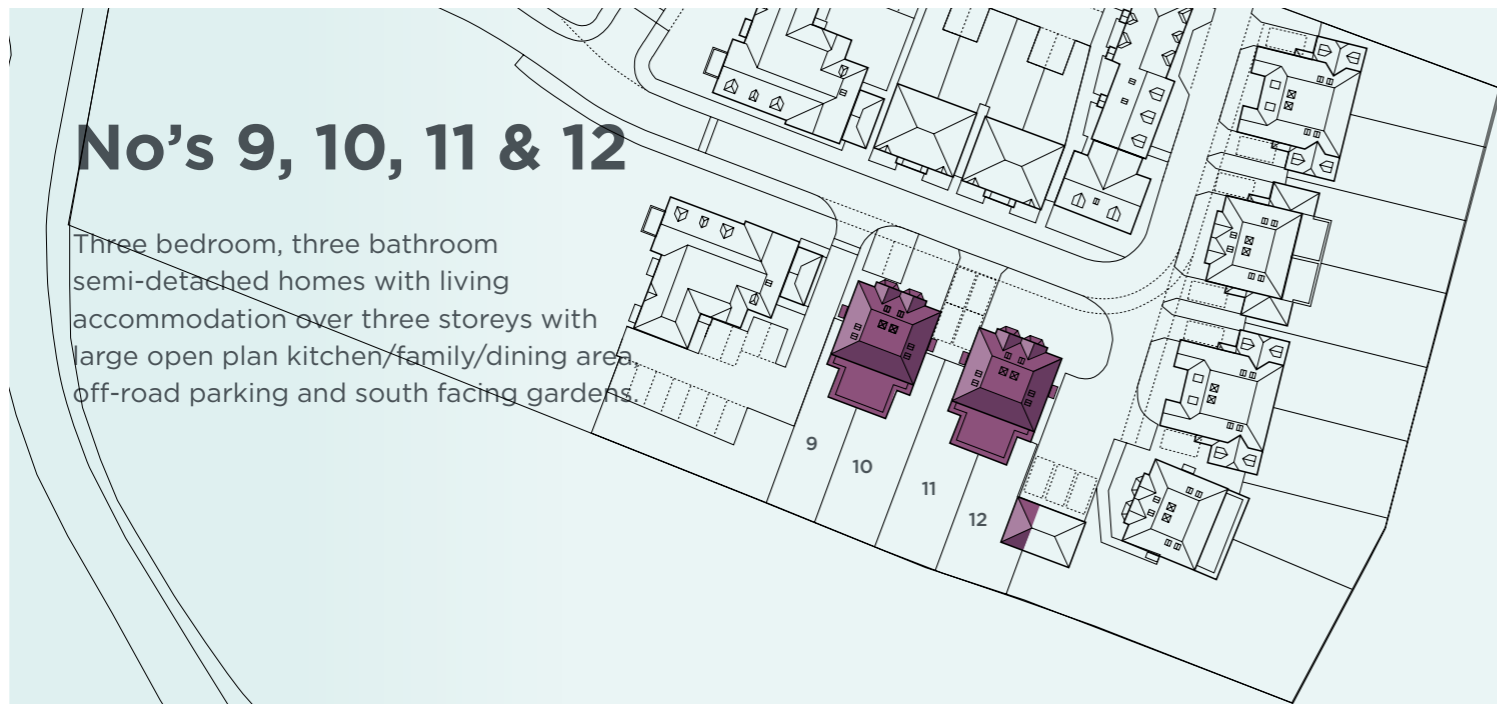 No’s 9, 10, 11 & 12
Three bedroom, three bathroom
semi-detached homes with living
accommodation over three storeys with
large open plan kitchen/family/dining area,
off-road parking and south facing gardens.
9
10
11
12